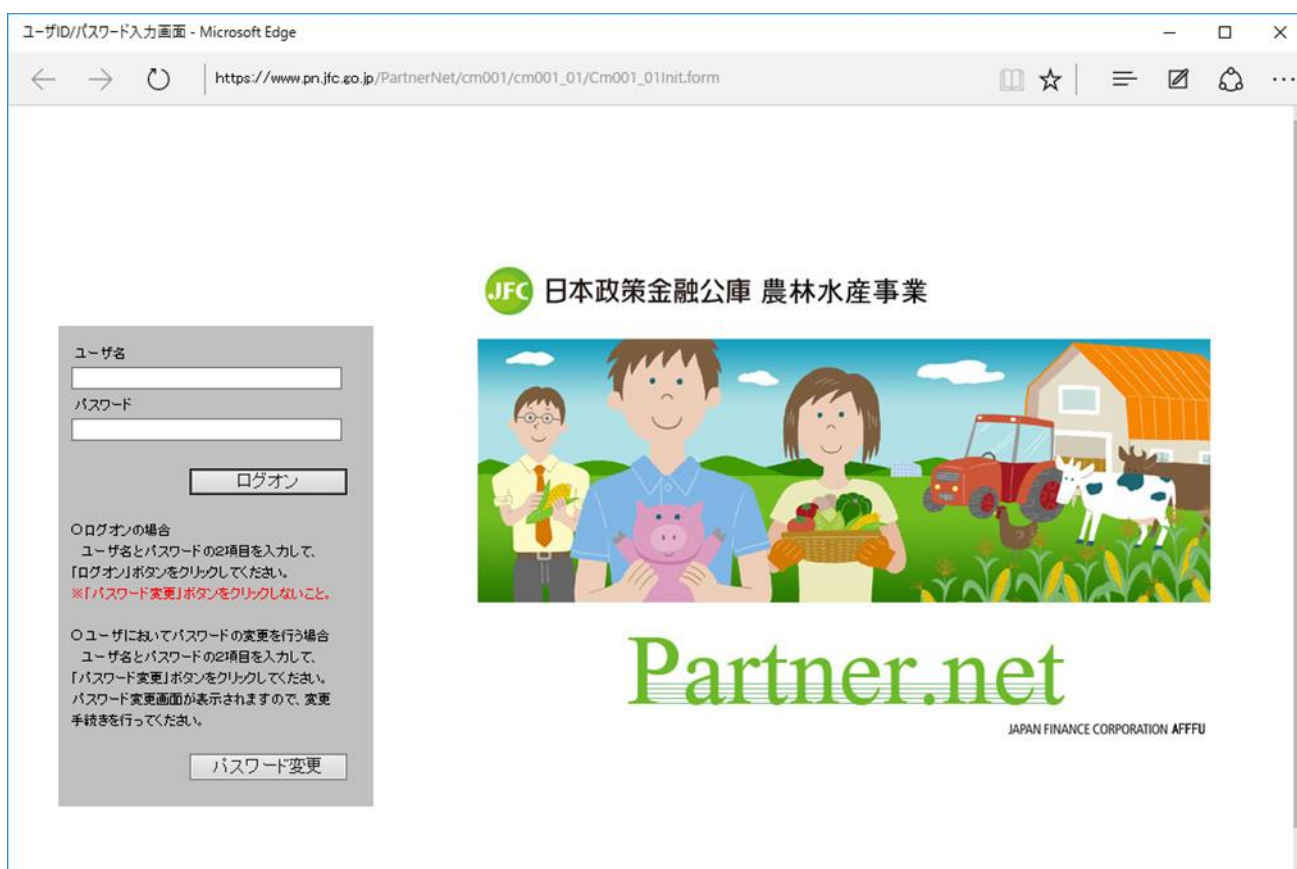 ユーザID/パスワード入力画面 - Microsoft Edge
https://www.pn.jfc.go.jp/PartnerNet/cm001/cm001_01/Cm001_01Init.form
JFC 日本政策金融公庫 農林水産事業
ユーザ名
パスワード
ログオン
○ログオンの場合
ユーザ名とパスワードの2項目を入力して、
「ログオン」ボタンをクリックしてください。
※「パスワード変更」ボタンをクリックしないこと。
○ユーザにおいてパスワードの変更を行う場合
ユーザ名とパスワードの2項目を入力して、
「パスワード変更」ボタンをクリックしてください。
パスワード変更画面が表示されますので、変更
手続きを行ってください。
パスワード変更
Partner.net
JAPAN FINANCE CORPORATION AFFFU